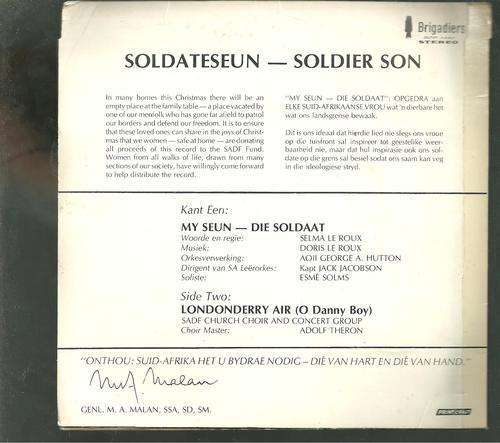 Brigadiers
STEREO
SOLDATESEUN — SOLDIER SON
In many homes this Christmas there will be an
empty place at the family table — a place vacated by
one of our menfolk who has gone far afield to patrol
our borders and defend our freedom. It is to ensure
that these loved ones can share in the joys of Christ-
mas that we women — safe at home — are donating
all proceeds of this record to the SADF Fund.
Women from all walks of life, drawn from many
sections of our society, have willingly come forward
to help distribute the record.
"MY SEUN — DIE SOLDAAT": OPGEDRA aan
ELKE SUID-AFRIKAANSE VROU wat 'n dierbare het
wat ons landsgrense bewaak.
Dit is ons ideaal dat hierdie lied nie slegs ons vroue
op die tuisfront sal inspireer tot geestelike weer-
baarheid nie, maar dat hul inspirasie ook ons sol-
date op die grens sal besiel sodat ons saam kan veg
in die ideologiese stryd.
Kant Een:
MY SEUN — DIE SOLDAAT
Woorde en regie: SELMA LE ROUX
Musiek: DORIS LE ROUX
Orkesverwerking: AOII GEORGE A. HUTTON
Dirigent van SA Leërorkes: Kapt JACK JACOBSON
Soliste: ESMÉ SOLMS
Side Two:
LONDONDERRY AIR (O Danny Boy)
SADF CHURCH CHOIR AND CONCERT GROUP
Choir Master: ADOLF THERON
"ONTHOU: SUID-AFRIKA HET U BYDRAE NODIG – DIÉ VAN HART EN DIÉ VAN HAND."
M.A. Malan
GENL. M. A. MALAN, SSA, SD, SM.